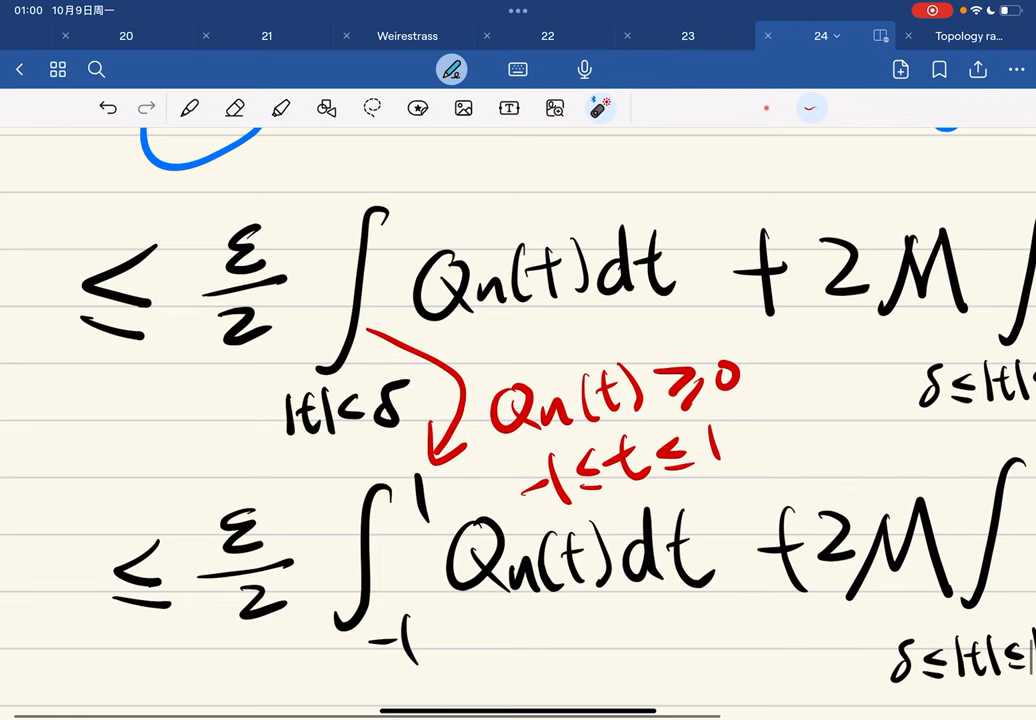 01:00 10月9日周一
20 21 Weirestrass 22 23 24 Topology ra...
≤ ε/2 ∫ Qn(t)dt + 2M ∫
|t|<δ
δ≤|t|
Qn(t) ≥ 0
-1≤t≤1
≤ ε/2 ∫_{-1}^{1} Qn(t)dt + 2M ∫
δ≤|t|≤1